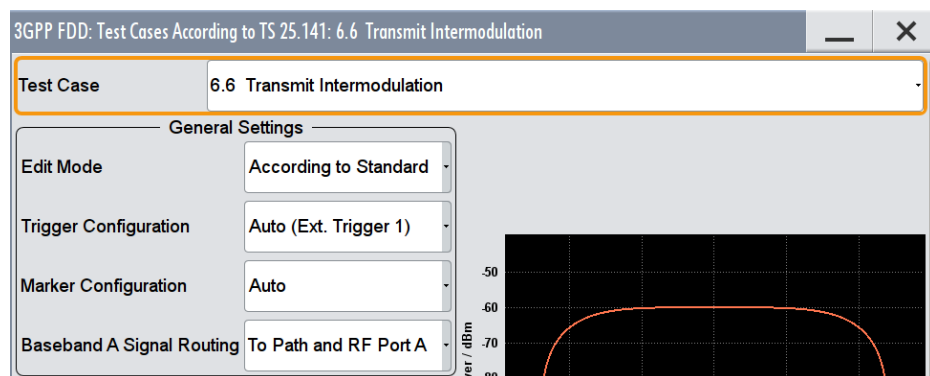 3GPP FDD: Test Cases According to TS 25.141: 6.6 Transmit Intermodulation
Test Case 6.6 Transmit Intermodulation
General Settings
Edit Mode According to Standard
Trigger Configuration Auto (Ext. Trigger 1)
Marker Configuration Auto
Baseband A Signal Routing To Path and RF Port A
-50
-60
-70
/ dBm